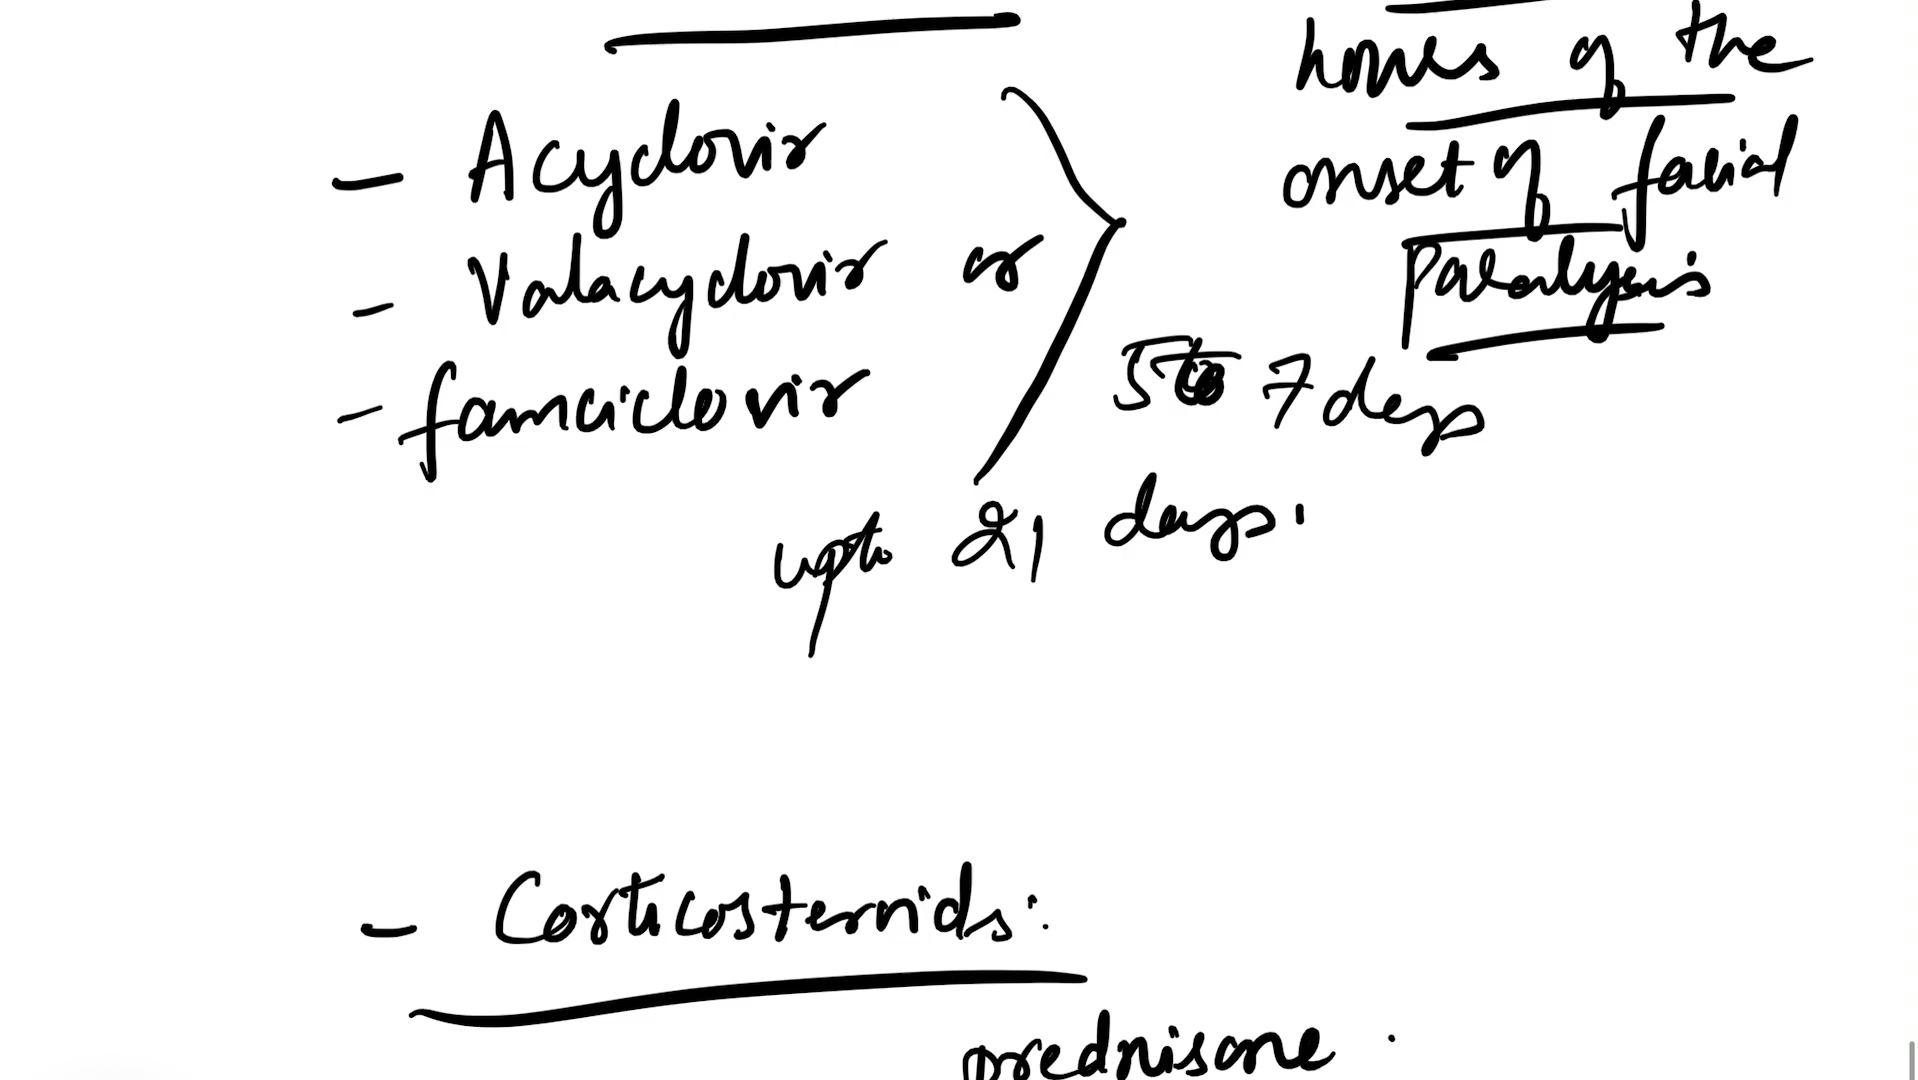 hours of the
onset of facial
paralysis
- Acyclovir
- Valacyclovir or
- famciclovir
5 to 7 days
upto 21 days.
- Corticosteroids:
prednisone.